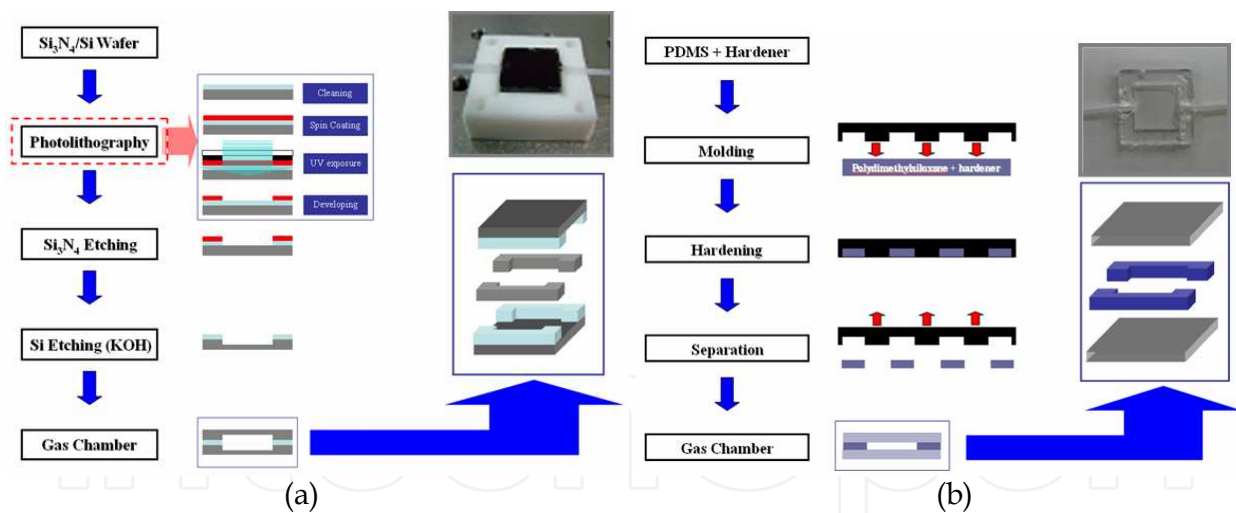 Si₃N₄/Si Wafer
Photolithography
Cleaning
Spin Coating
UV exposure
Developing
Si₃N₄ Etching
Si Etching (KOH)
Gas Chamber
(a)
PDMS + Hardener
Molding
Polydimethylsiloxane + hardener
Hardening
Separation
Gas Chamber
(b)